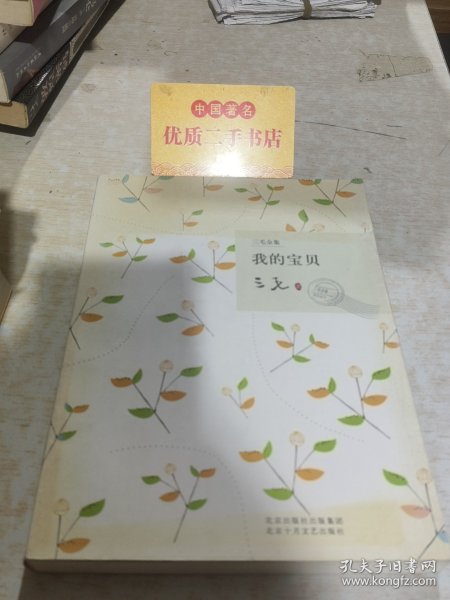 中国著名
优质二手书店
三毛全集
我的宝贝
三毛
北京出版社出版集团
北京十月文艺出版社
孔夫子旧书网
www.kongfz.com